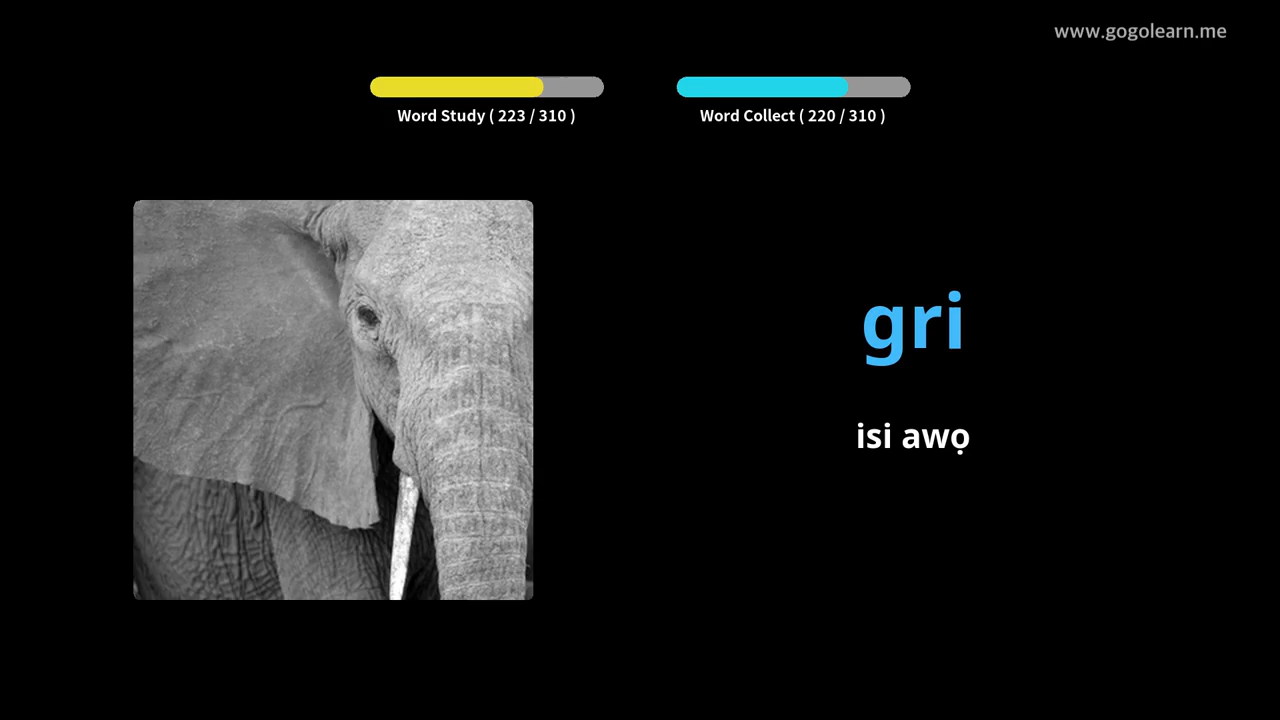 www.gogolearn.me
Word Study ( 223 / 310 )
Word Collect ( 220 / 310 )
gri
isi awọ